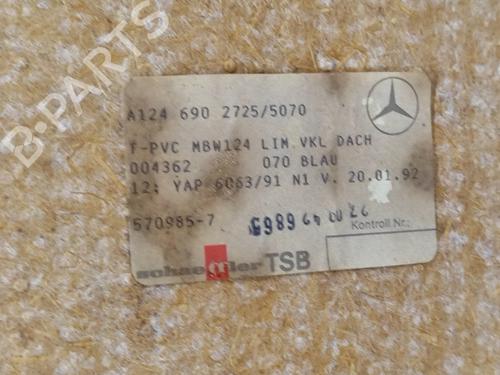 B-PARTS
A124 690 2725/5070
F-PVC MBW124 LIM.VKL DACH
004362 070 BLAU
12; YAP 6063/91 N1 V. 20.01.92
570985-7
Kontroll Nr.:
schaeffler TSB